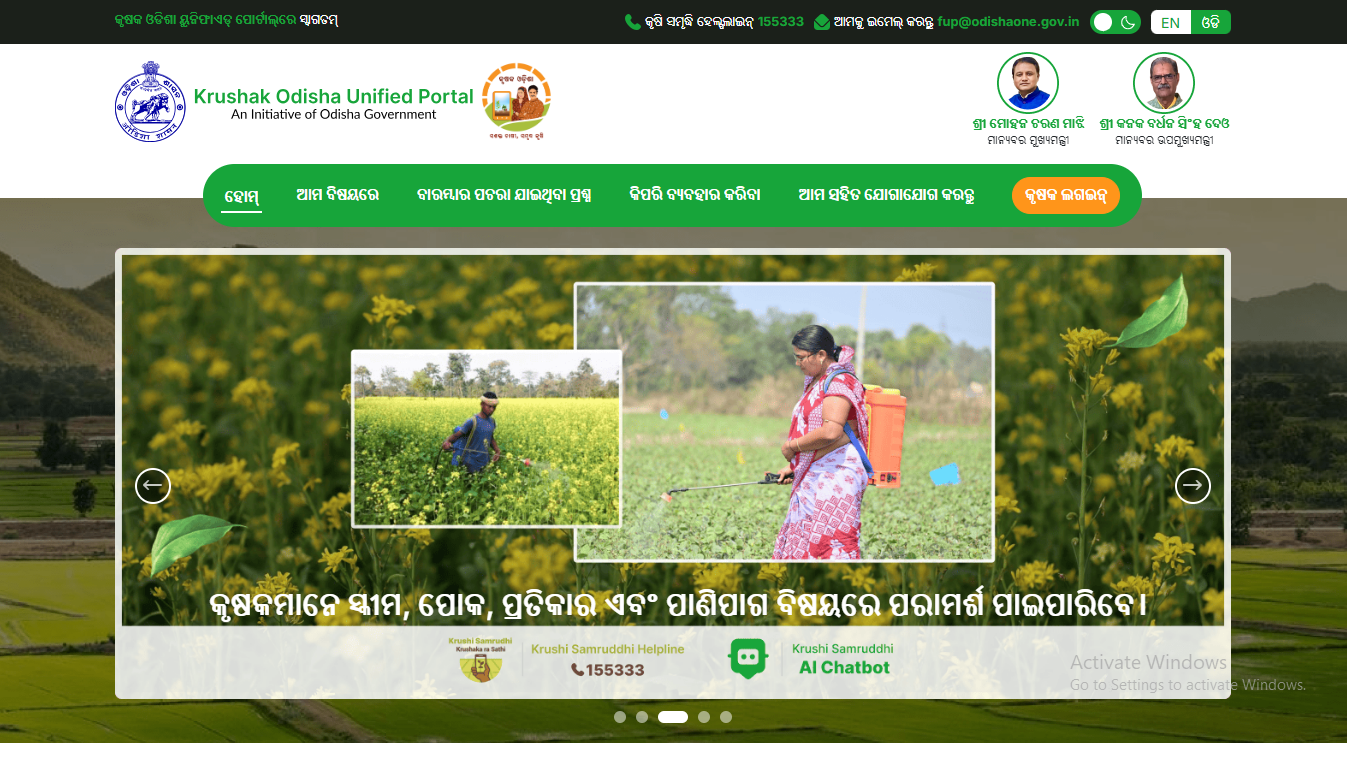 କୃଷକ ଓଡିଶା ୟୁନିଫାଏଡ୍ ପୋର୍ଟାଲ୍‌ରେ ସ୍ୱାଗତମ୍
କୃଷି ସମୃଦ୍ଧି ହେଲ୍ପଲାଇନ୍ 155333
ଆମକୁ ଇମେଲ୍ କରନ୍ତୁ fup@odishaone.gov.in
EN
ଓଡି
Krushak Odisha Unified Portal
An Initiative of Odisha Government
କୃଷକ ଓଡ଼ିଶା
ଶ୍ରୀ ମୋହନ ଚରଣ ମାଝି
ମାନ୍ୟବର ମୁଖ୍ୟମନ୍ତ୍ରୀ
ଶ୍ରୀ କନକ ବର୍ଧନ ସିଂହ ଦେଓ
ମାନ୍ୟବର ଉପମୁଖ୍ୟମନ୍ତ୍ରୀ
ହୋମ୍
ଆମ ବିଷୟରେ
ବାରମ୍ବାର ପଚରା ଯାଇଥିବା ପ୍ରଶ୍ନ
କିପରି ବ୍ୟବହାର କରିବା
ଆମ ସହିତ ଯୋଗାଯୋଗ କରନ୍ତୁ
କୃଷକ ଲଗଇନ୍
କୃଷକମାନେ ସ୍କୀମ, ପୋକ, ପ୍ରତିକାର ଏବଂ ପାଣିପାଗ ବିଷୟରେ ପରାମର୍ଶ ପାଇପାରିବେ।
Krushi Samrudhi
Krushaka ra Sathi
Krushi Samruddhi Helpline
155333
Krushi Samruddhi
AI Chatbot
Activate Windows
Go to Settings to activate Windows.